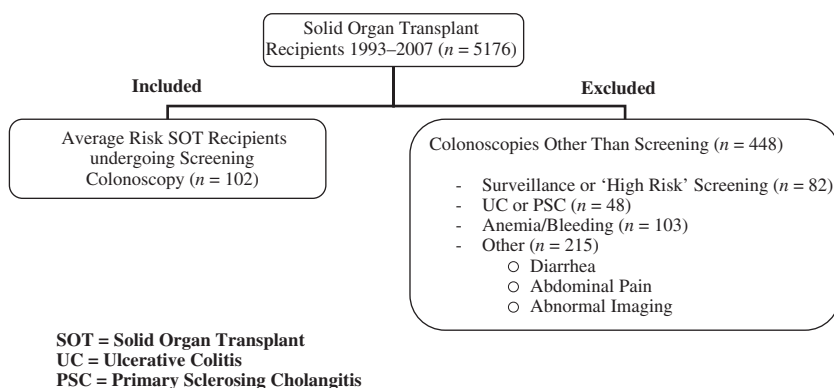 Solid Organ Transplant
Recipients 1993–2007 (n = 5176)
Included
Excluded
Average Risk SOT Recipients
undergoing Screening
Colonoscopy (n = 102)
Colonoscopies Other Than Screening (n = 448)
- Surveillance or ‘High Risk’ Screening (n = 82)
- UC or PSC (n = 48)
- Anemia/Bleeding (n = 103)
- Other (n = 215)
○ Diarrhea
○ Abdominal Pain
○ Abnormal Imaging
SOT = Solid Organ Transplant
UC = Ulcerative Colitis
PSC = Primary Sclerosing Cholangitis